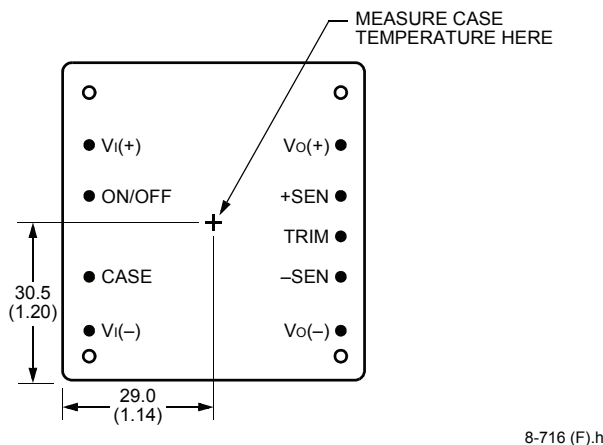 MEASURE CASE
TEMPERATURE HERE
VI(+)
VO(+)
ON/OFF
+SEN
TRIM
CASE
–SEN
30.5
(1.20)
VI(–)
VO(–)
29.0
(1.14)
8-716 (F).h